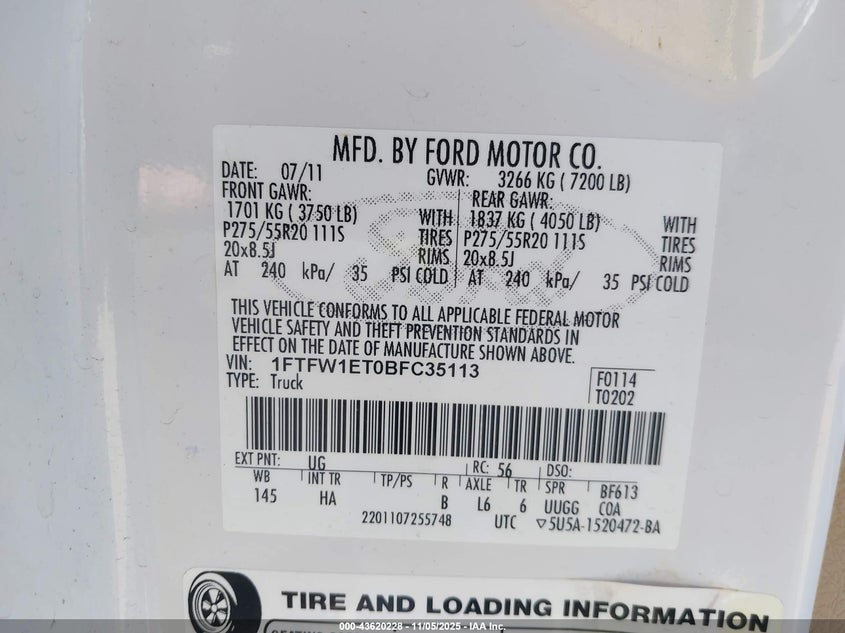 MFD. BY FORD MOTOR CO.
DATE: 07/11 GVWR: 3266 KG ( 7200 LB)
FRONT GAWR: REAR GAWR:
1701 KG ( 3750 LB) WITH 1837 KG ( 4050 LB) WITH
P275/55R20 111S TIRES P275/55R20 111S TIRES
20x8.5J RIMS 20x8.5J RIMS
AT 240 kPa/ 35 PSI COLD AT 240 kPa/ 35 PSI COLD
THIS VEHICLE CONFORMS TO ALL APPLICABLE FEDERAL MOTOR
VEHICLE SAFETY AND THEFT PREVENTION STANDARDS IN
EFFECT ON THE DATE OF MANUFACTURE SHOWN ABOVE.
VIN: 1FTFW1ET0BFC35113
TYPE: Truck
F0114
T0202
EXT PNT: UG RC: 56 DSO:
WB INT TR TP/PS R AXLE TR SPR BF613
145 HA B L6 6 UUGG COA
2201107255748 UTC ▽5U5A-1520472-BA
TIRE AND LOADING INFORMATION
000-43620228 - 11/05/2025 - IAA Inc.